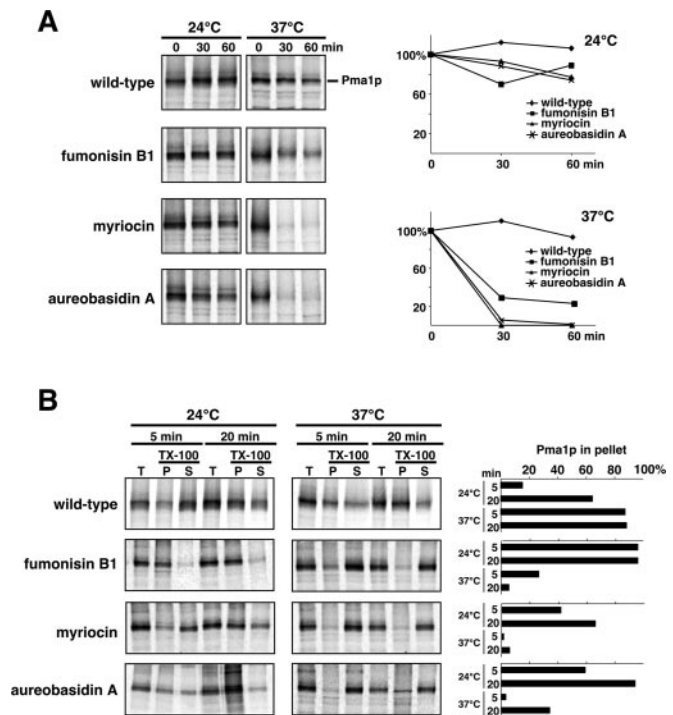 A
24°C 37°C
0 30 60 0 30 60 min
wild-type
Pma1p
fumonisin B1
myriocin
aureobasidin A
24°C
100%
60
20
wild-type
fumonisin B1
myriocin
aureobasidin A
0 30 60 min
37°C
100%
60
20
wild-type
fumonisin B1
myriocin
aureobasidin A
0 30 60 min
B
24°C 37°C
5 min 20 min 5 min 20 min
TX-100 TX-100 TX-100 TX-100
T P S T P S T P S T P S
wild-type
fumonisin B1
myriocin
aureobasidin A
Pma1p in pellet
min 20 60 100%
24°C 5
20
37°C 5
20
24°C 5
20
37°C 5
20
24°C 5
20
37°C 5
20
24°C 5
20
37°C 5
20